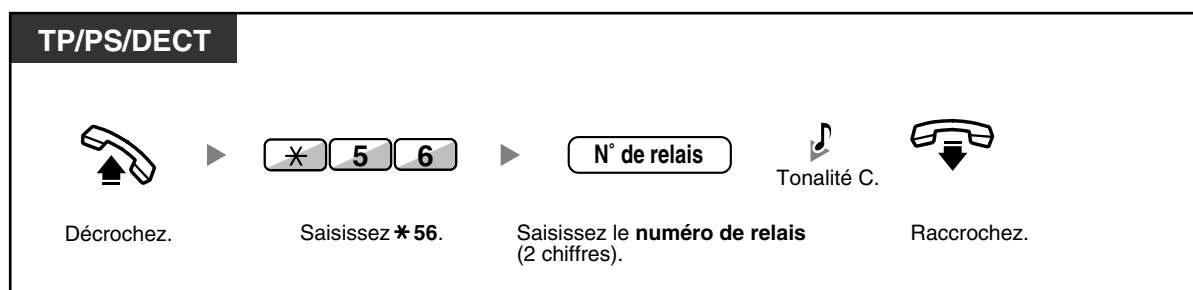 TP/PS/DECT
* 5 6
N° de relais
Tonalité C.
Décrochez.
Saisissez * 56.
Saisissez le numéro de relais
(2 chiffres).
Raccrochez.